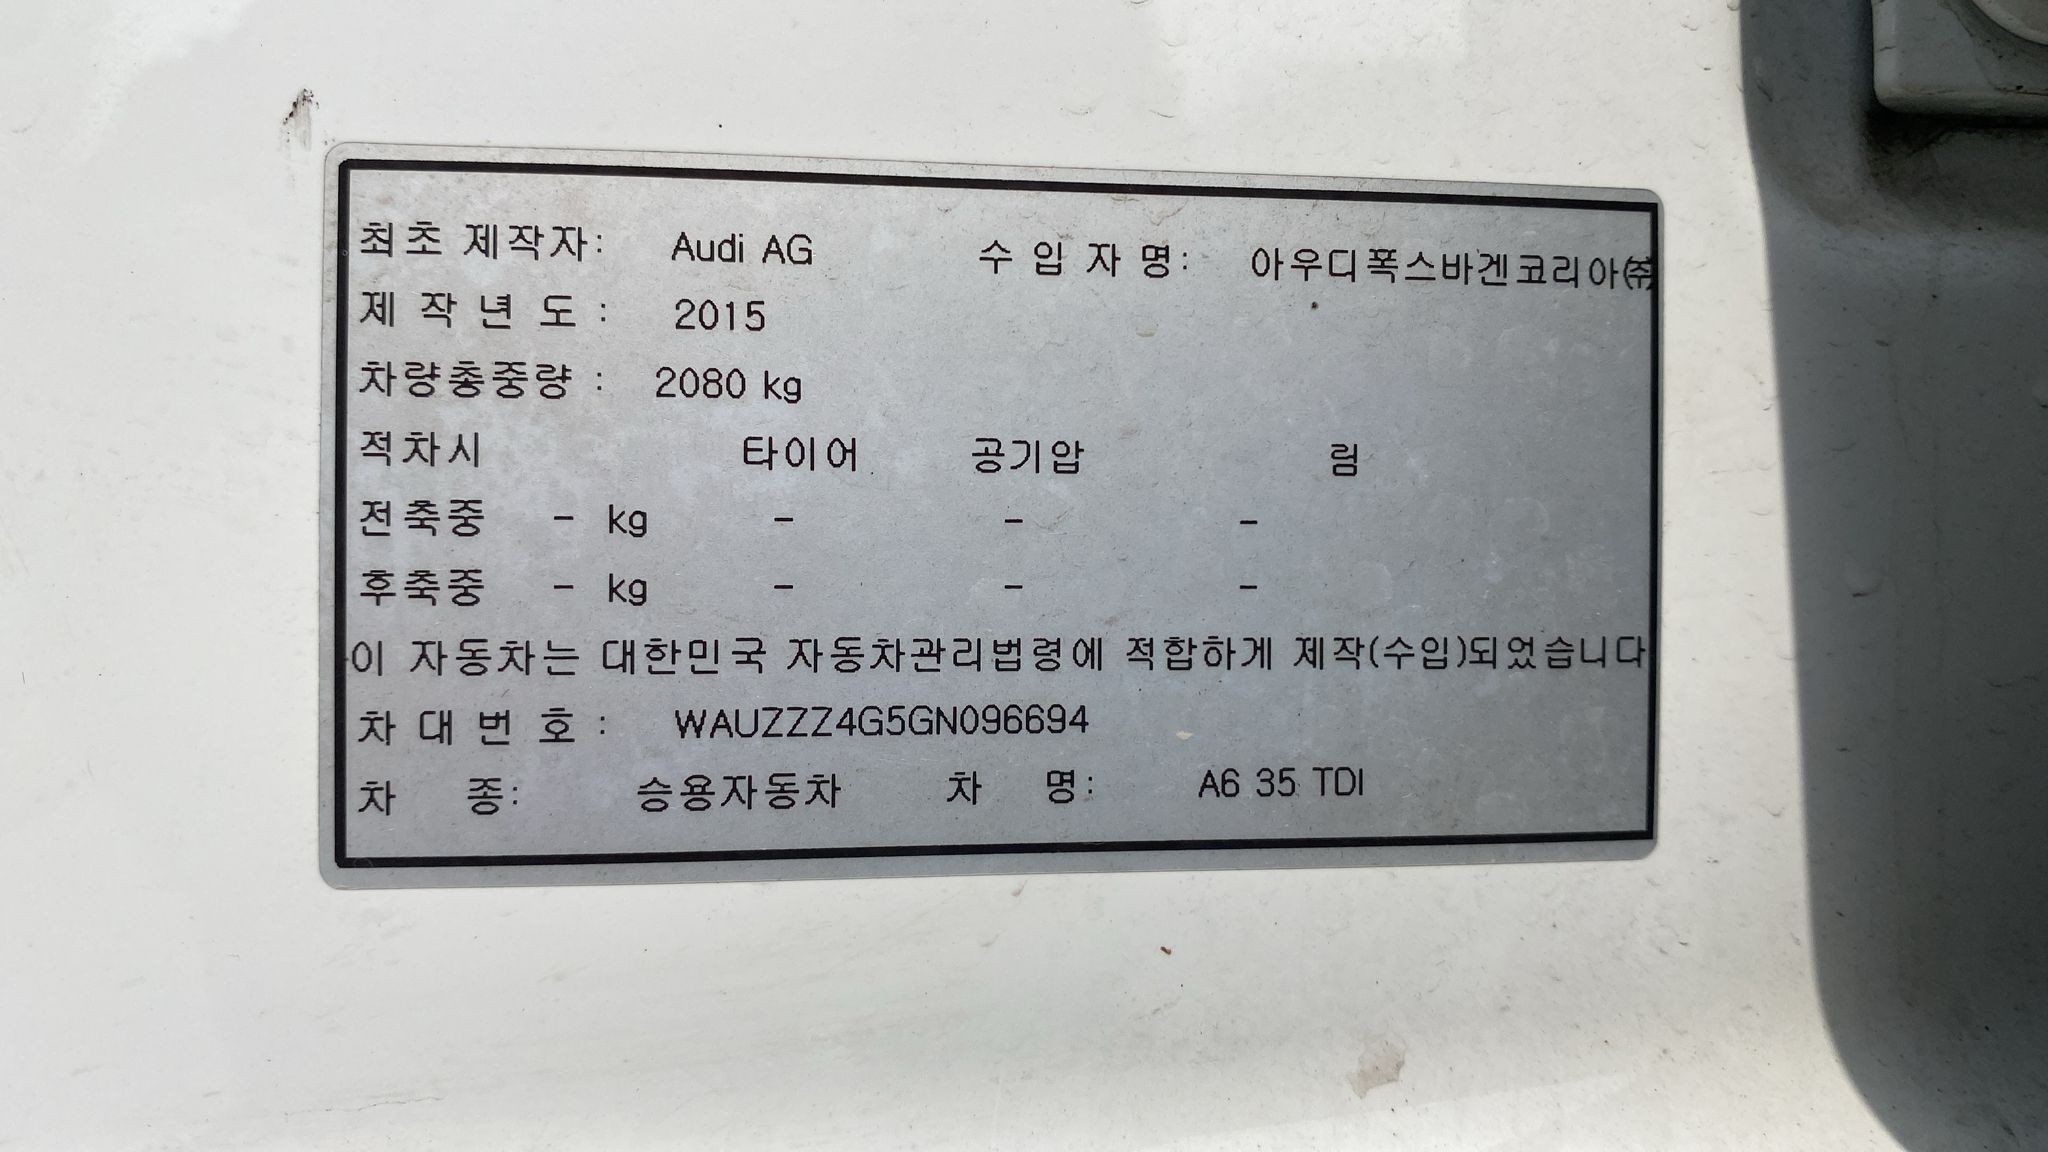 최초 제작자: Audi AG 수 입 자 명: 아우디폭스바겐코리아㈜
제 작 년 도 : 2015
차량총중량 : 2080 kg
적차시 타이어 공기압 림
전축중 - kg - - -
후축중 - kg - - -
이 자동차는 대한민국 자동차관리법령에 적합하게 제작(수입)되었습니다
차 대 번 호 : WAUZZZ4G5GN096694
차 종: 승용자동차 차 명: A6 35 TDI